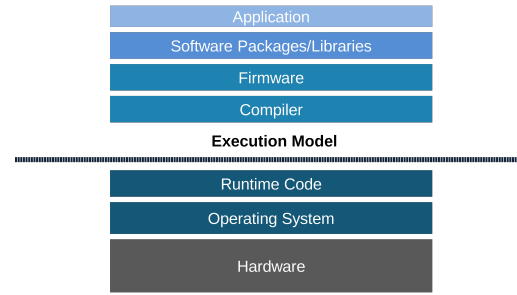 Application
Software Packages/Libraries
Firmware
Compiler
Execution Model
Runtime Code
Operating System
Hardware